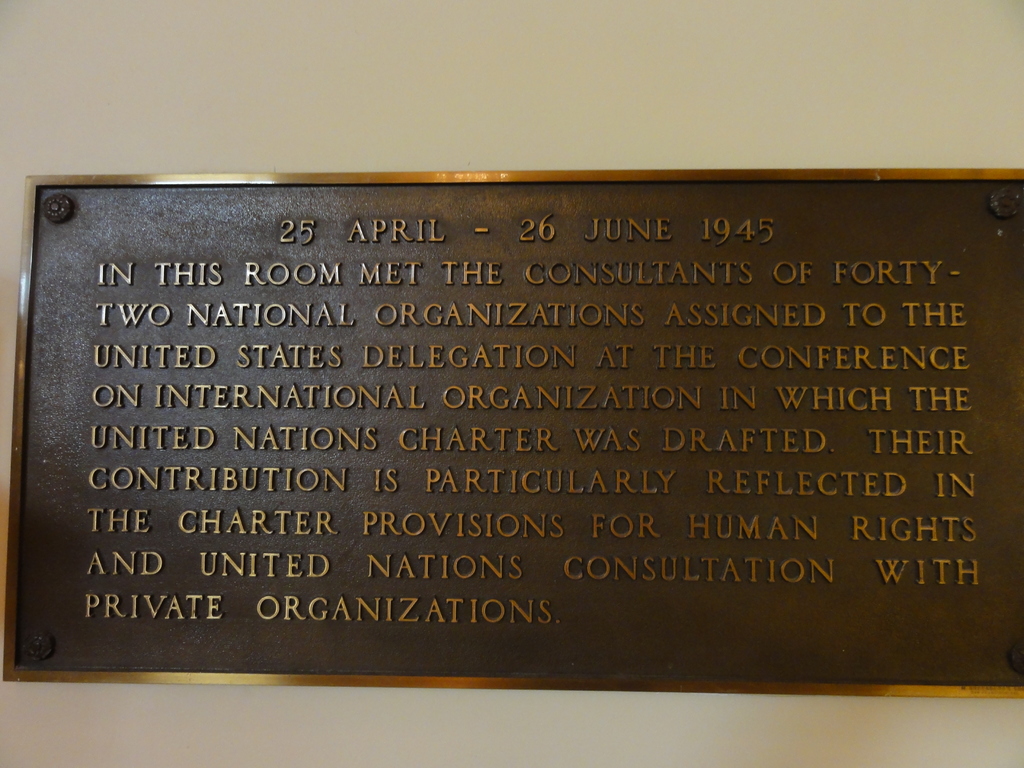 25 APRIL - 26 JUNE 1945
IN THIS ROOM MET THE CONSULTANTS OF FORTY-
TWO NATIONAL ORGANIZATIONS ASSIGNED TO THE
UNITED STATES DELEGATION AT THE CONFERENCE
ON INTERNATIONAL ORGANIZATION IN WHICH THE
UNITED NATIONS CHARTER WAS DRAFTED. THEIR
CONTRIBUTION IS PARTICULARLY REFLECTED IN
THE CHARTER PROVISIONS FOR HUMAN RIGHTS
AND UNITED NATIONS CONSULTATION WITH
PRIVATE ORGANIZATIONS.